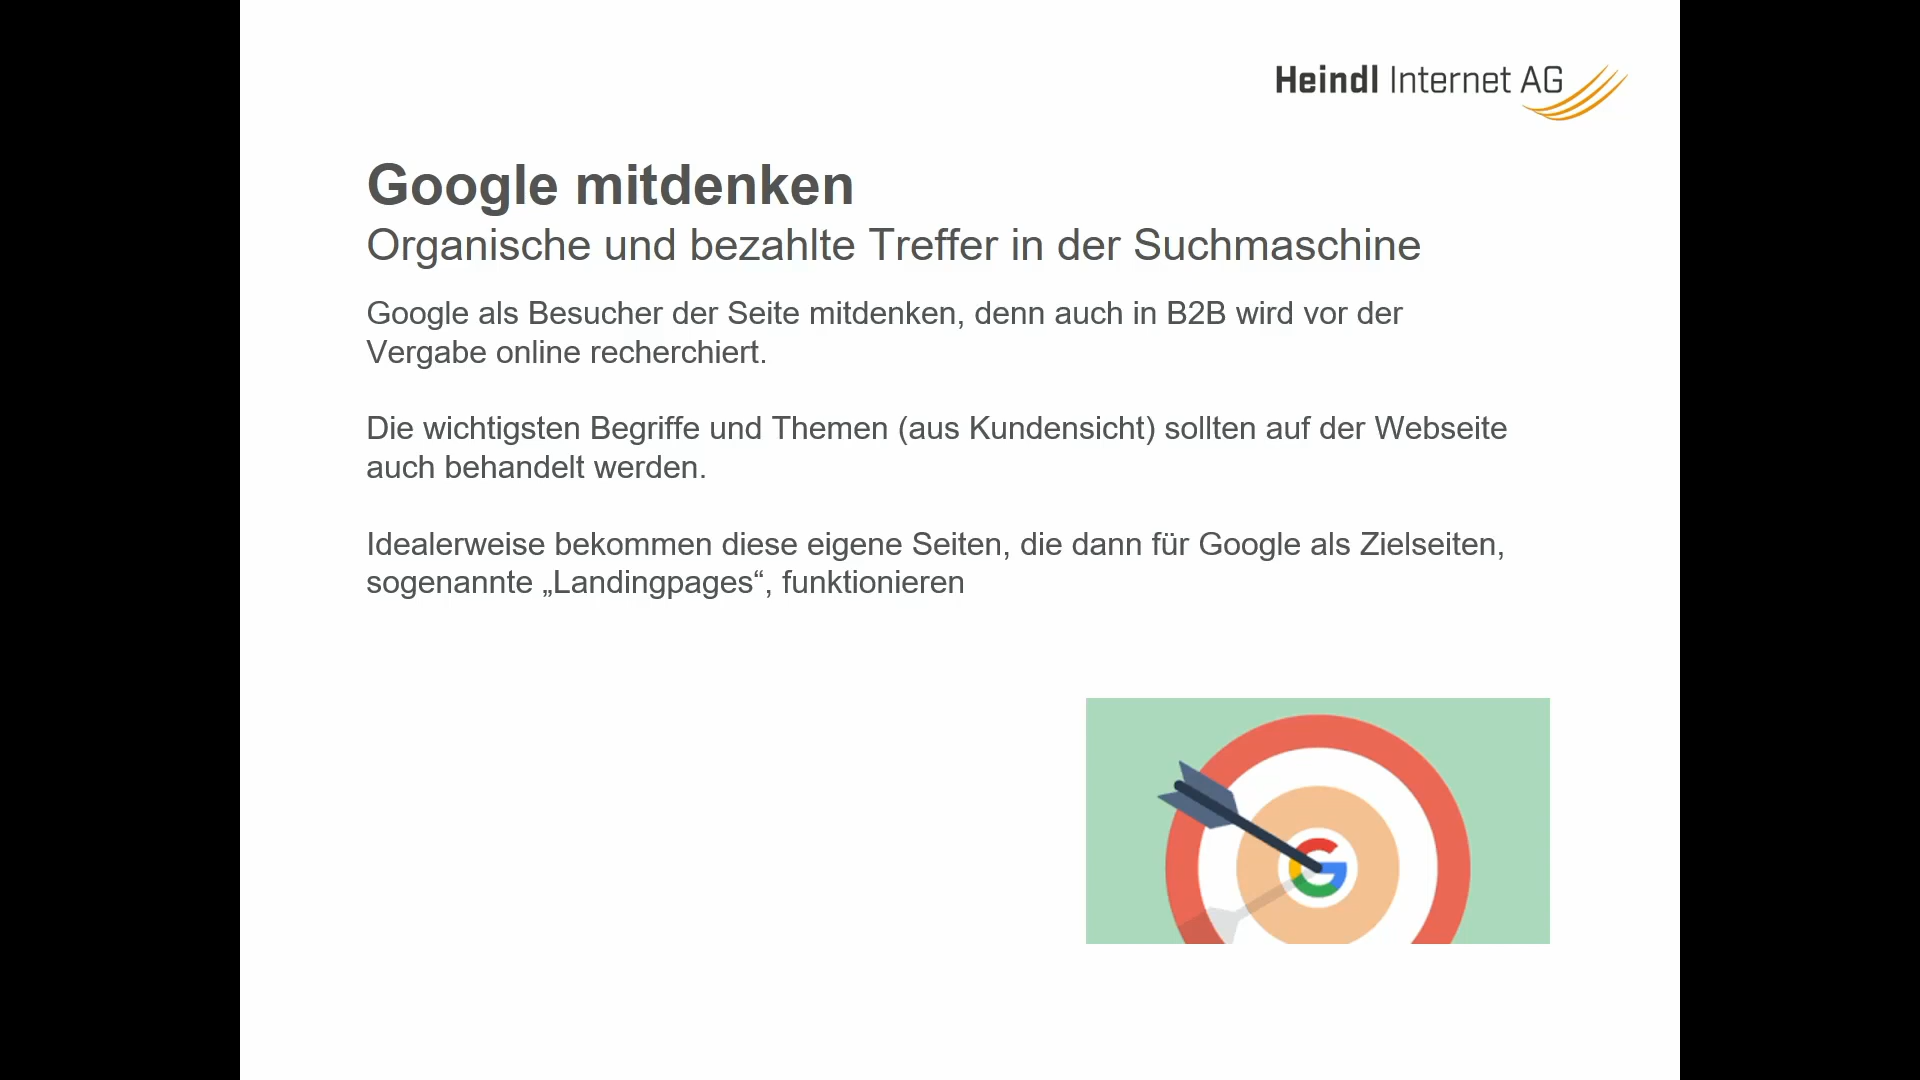 Heindl Internet AG
Google mitdenken
Organische und bezahlte Treffer in der Suchmaschine
Google als Besucher der Seite mitdenken, denn auch in B2B wird vor der
Vergabe online recherchiert.
Die wichtigsten Begriffe und Themen (aus Kundensicht) sollten auf der Webseite
auch behandelt werden.
Idealerweise bekommen diese eigene Seiten, die dann für Google als Zielseiten,
sogenannte „Landingpages“, funktionieren